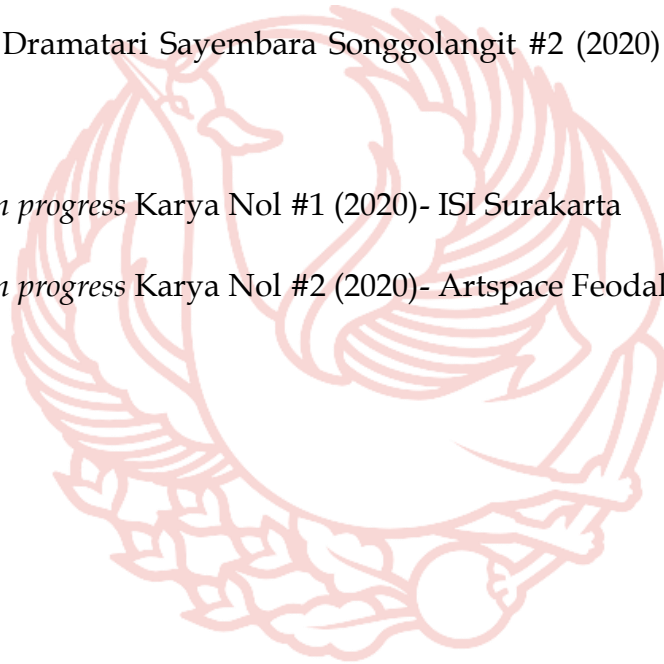 Dramatari Sayembara Songgolangit #2 (2020)
progress Karya Nol #1 (2020)- ISI Surakarta
progress Karya Nol #2 (2020)- Artspace Feodal